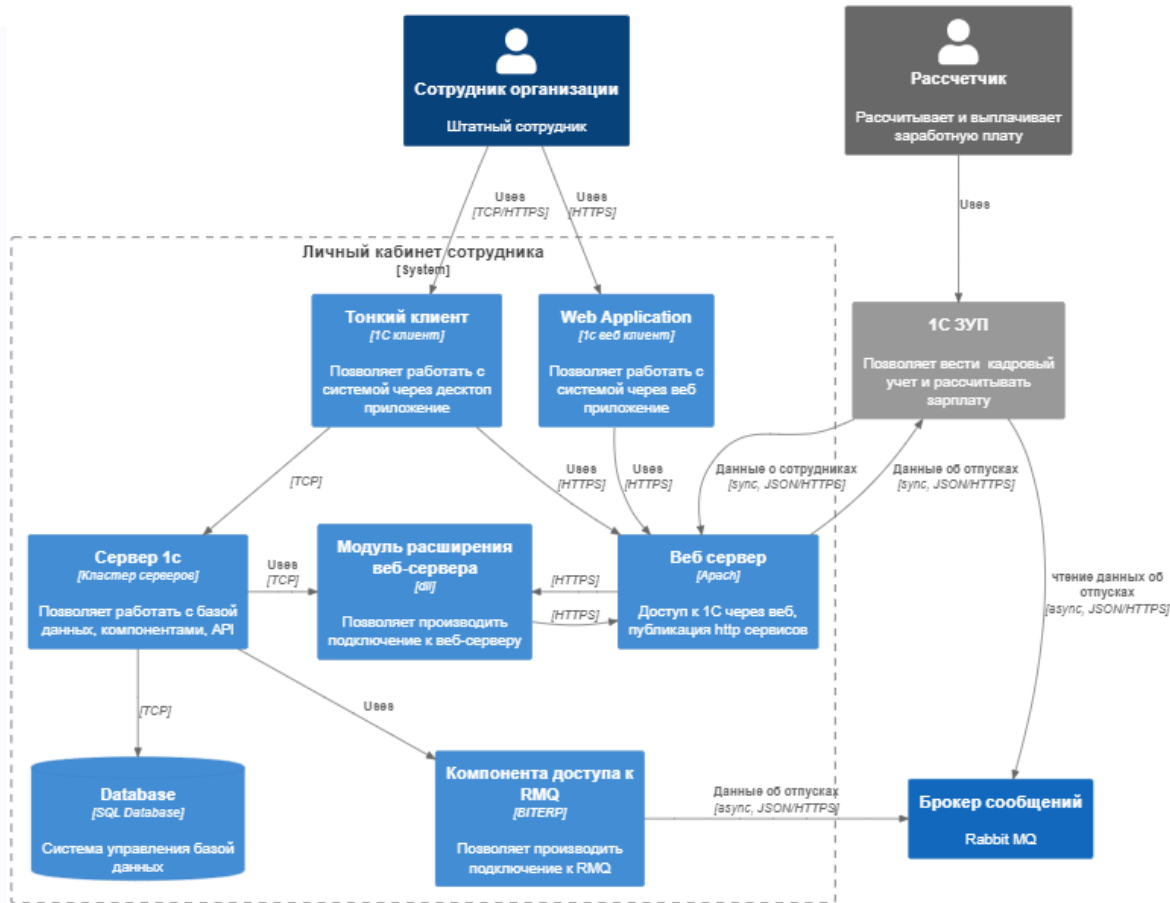 Сотрудник организации
Штатный сотрудник
Рассчетчик
Рассчитывает и выплачивает
заработную плату
Uses
[TCP/HTTPS]
Uses
[HTTPS]
Uses
Личный кабинет сотрудника
[System]
Тонкий клиент
[1С клиент]
Позволяет работать с
системой через десктоп
приложение
Web Application
[1с веб клиент]
Позволяет работать с
системой через веб
приложение
1С ЗУП
Позволяет вести кадровый
учет и рассчитывать
зарплату
[TCP]
Uses
[HTTPS]
Uses
[HTTPS]
Данные о сотрудниках
[sync, JSON/HTTPS]
Данные об отпусках
[sync, JSON/HTTPS]
Сервер 1с
[Кластер серверов]
Позволяет работать с базой
данных, компонентами, API
Uses
[TCP]
Модуль расширения
веб-сервера
[dll]
Позволяет производить
подключение к веб-серверу
[HTTPS]
[HTTPS]
Веб сервер
[Apach]
Доступ к 1С через веб,
публикация http сервисов
чтение данных об
отпусках
[async, JSON/HTTPS]
[TCP]
Uses
Database
[SQL Database]
Система управления базой
данных
Компонента доступа к
RMQ
[BITERP]
Позволяет производить
подключение к RMQ
Данные об отпусках
[async, JSON/HTTPS]
Брокер сообщений
Rabbit MQ